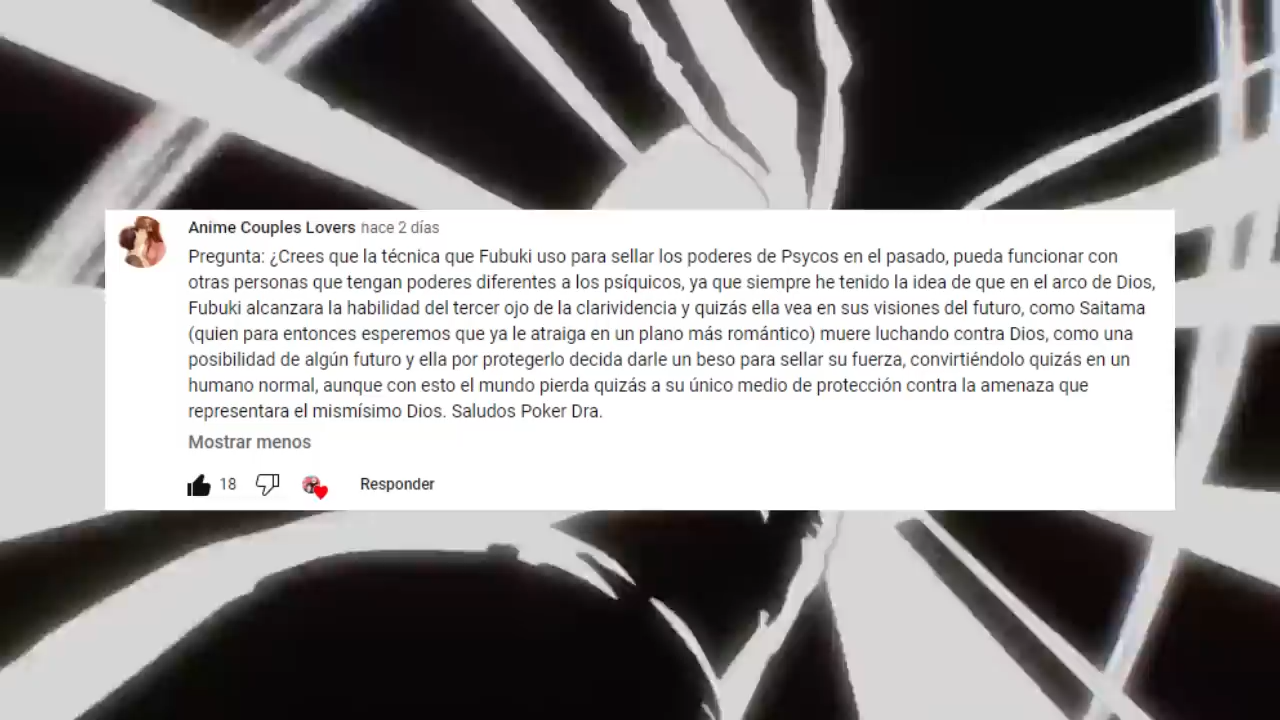 Anime Couples Lovers hace 2 días
Pregunta: ¿Crees que la técnica que Fubuki uso para sellar los poderes de Psycos en el pasado, pueda funcionar con
otras personas que tengan poderes diferentes a los psíquicos, ya que siempre he tenido la idea de que en el arco de Dios,
Fubuki alcanzara la habilidad del tercer ojo de la clarividencia y quizás ella vea en sus visiones del futuro, como Saitama
(quien para entonces esperemos que ya le atraiga en un plano más romántico) muere luchando contra Dios, como una
posibilidad de algún futuro y ella por protegerlo decida darle un beso para sellar su fuerza, convirtiéndolo quizás en un
humano normal, aunque con esto el mundo pierda quizás a su único medio de protección contra la amenaza que
representara el mismísimo Dios. Saludos Poker Dra.
Mostrar menos
18 Responder